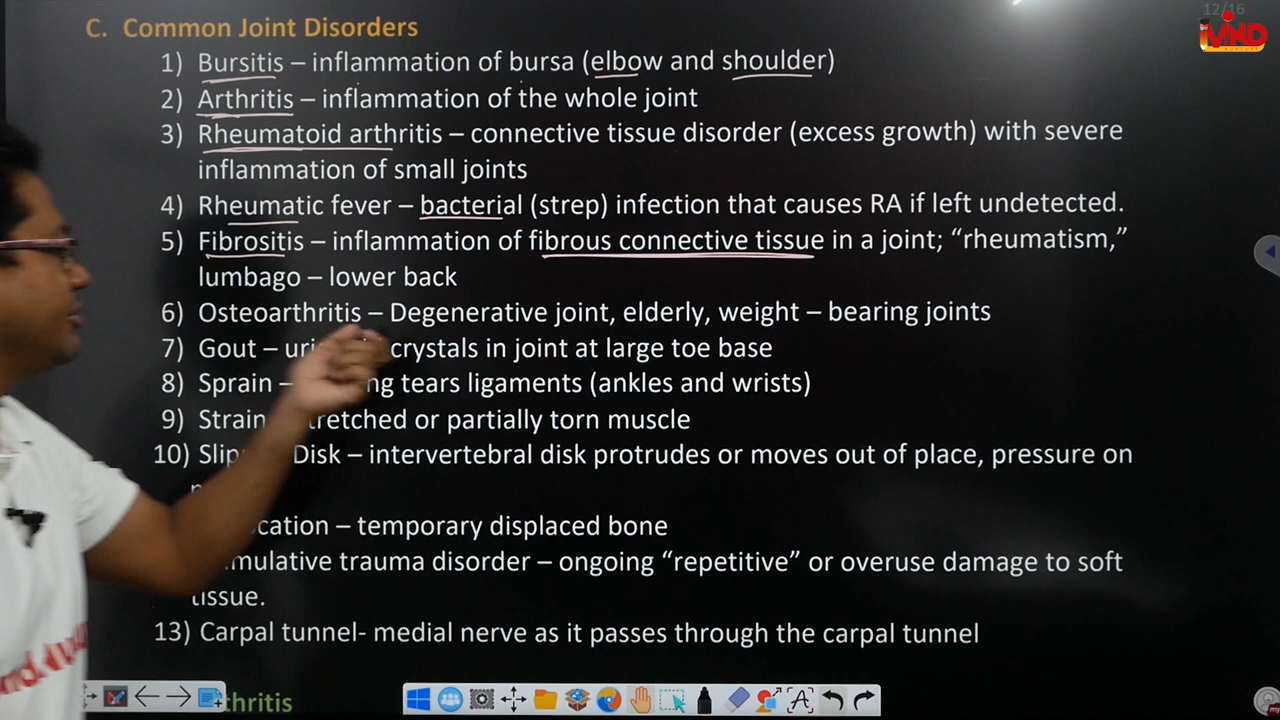 12/16
MIND
C. Common Joint Disorders
1) Bursitis – inflammation of bursa (elbow and shoulder)
2) Arthritis – inflammation of the whole joint
3) Rheumatoid arthritis – connective tissue disorder (excess growth) with severe
inflammation of small joints
4) Rheumatic fever – bacterial (strep) infection that causes RA if left undetected.
5) Fibrositis – inflammation of fibrous connective tissue in a joint; “rheumatism,”
lumbago – lower back
6) Osteoarthritis – Degenerative joint, elderly, weight – bearing joints
7) Gout – crystals in joint at large toe base
8) Sprain – tears ligaments (ankles and wrists)
9) Strain stretched or partially torn muscle
10) Disk – intervertebral disk protrudes or moves out of place, pressure on
– temporary displaced bone
trauma disorder – ongoing “repetitive” or overuse damage to soft
tissue.
13) Carpal tunnel- medial nerve as it passes through the carpal tunnel